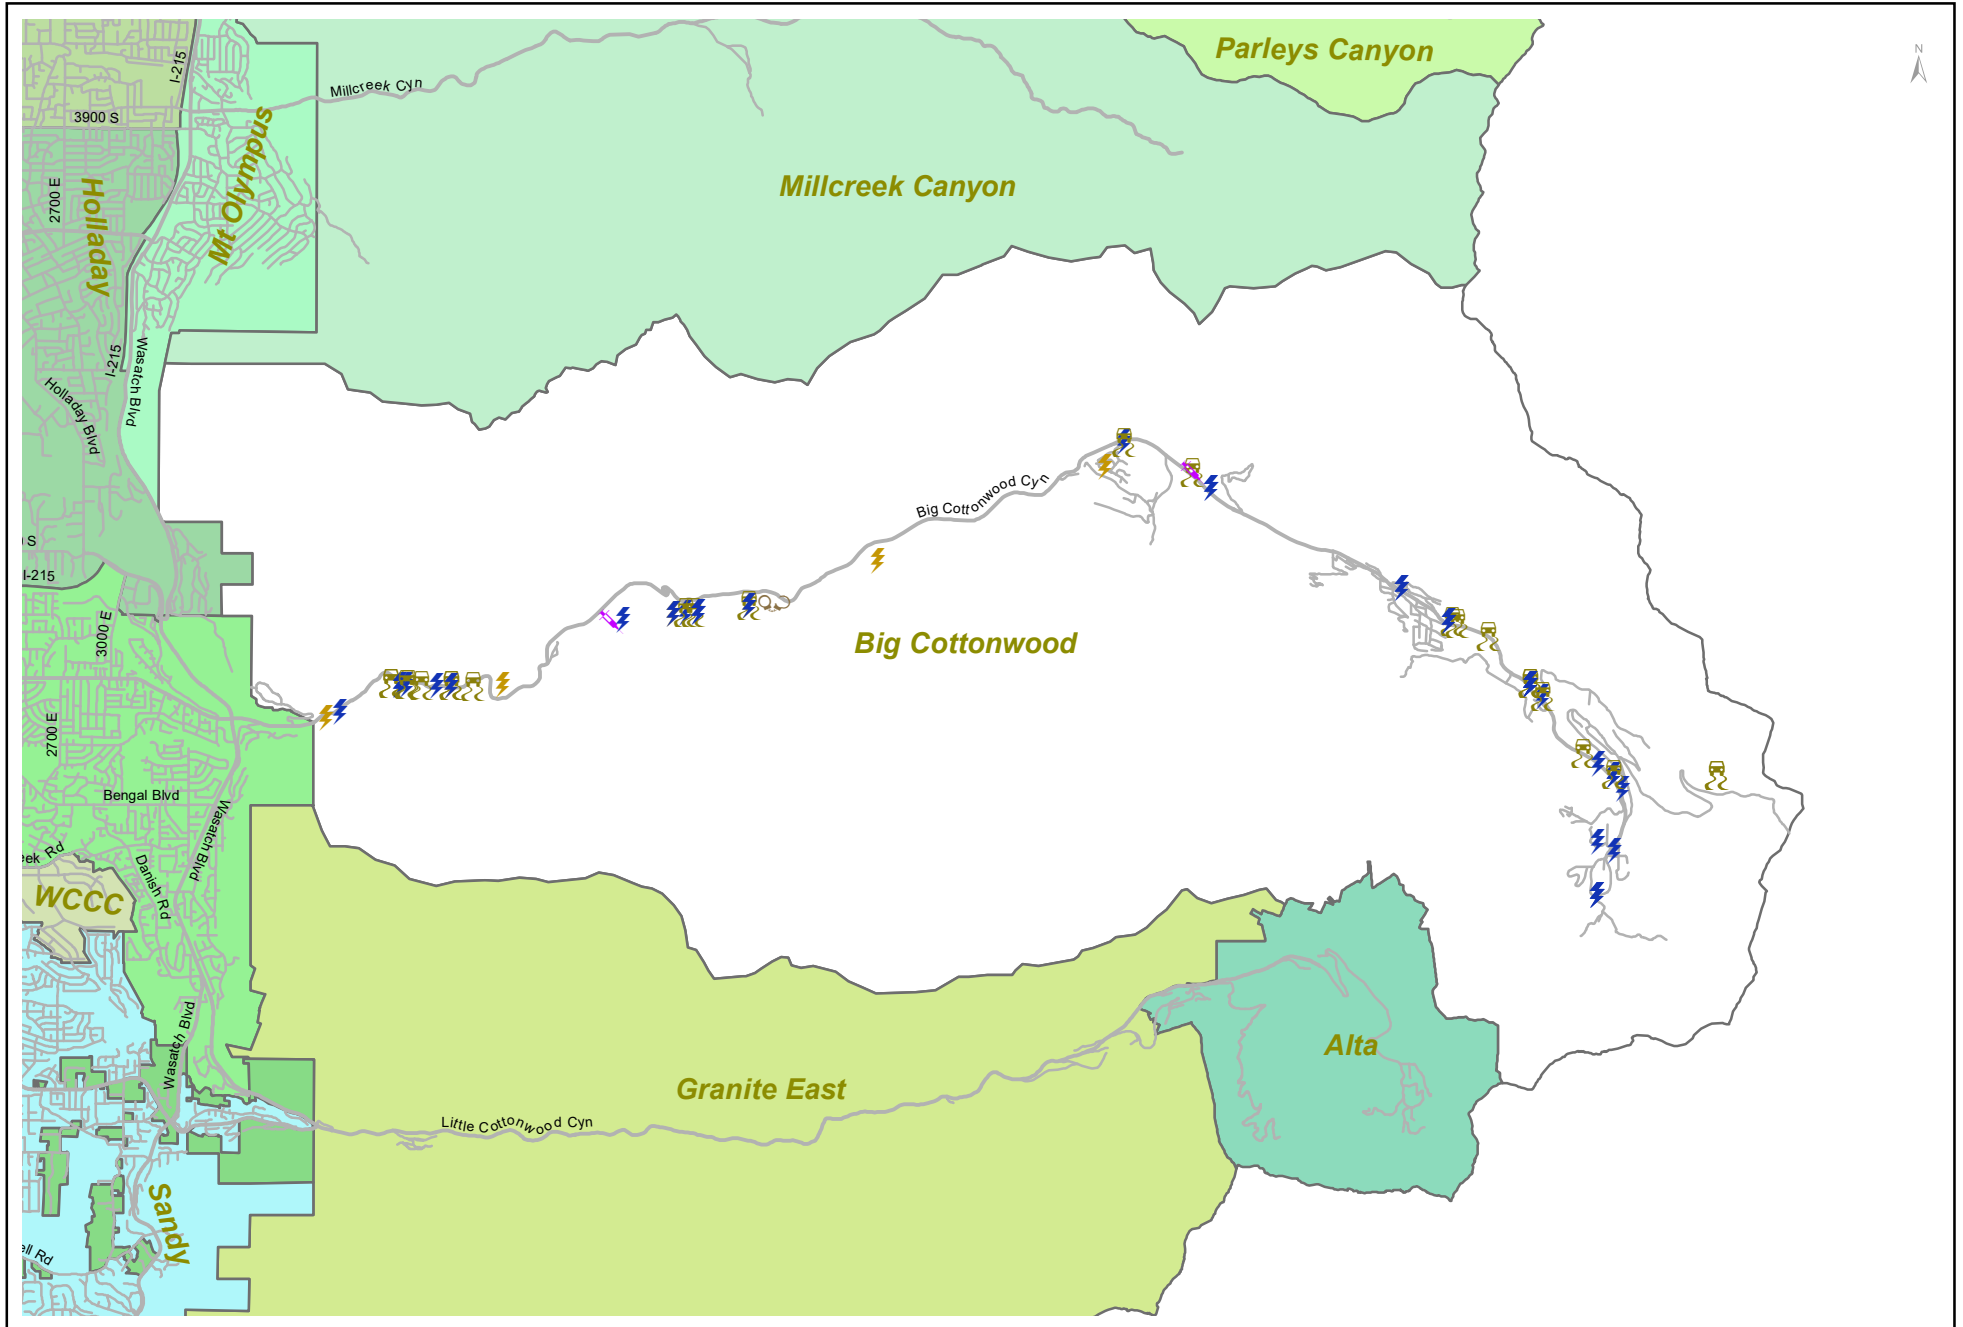 Parleys Canyon
N
I-215
Millcreek Cyn
3900 S
Mt Olympus
Holladay
2700 E
Millcreek Canyon
I-215
Wasatch Blvd
Holladay Blvd
Big Cottonwood Cyn
S
I-215
3000 E
Big Cottonwood
2700 E
Bengal Blvd
Wasatch Blvd
eek Rd
Danish Rd
WCCC
Wasatch Blvd
Alta
Granite East
Little Cottonwood Cyn
Sandy
ell Rd